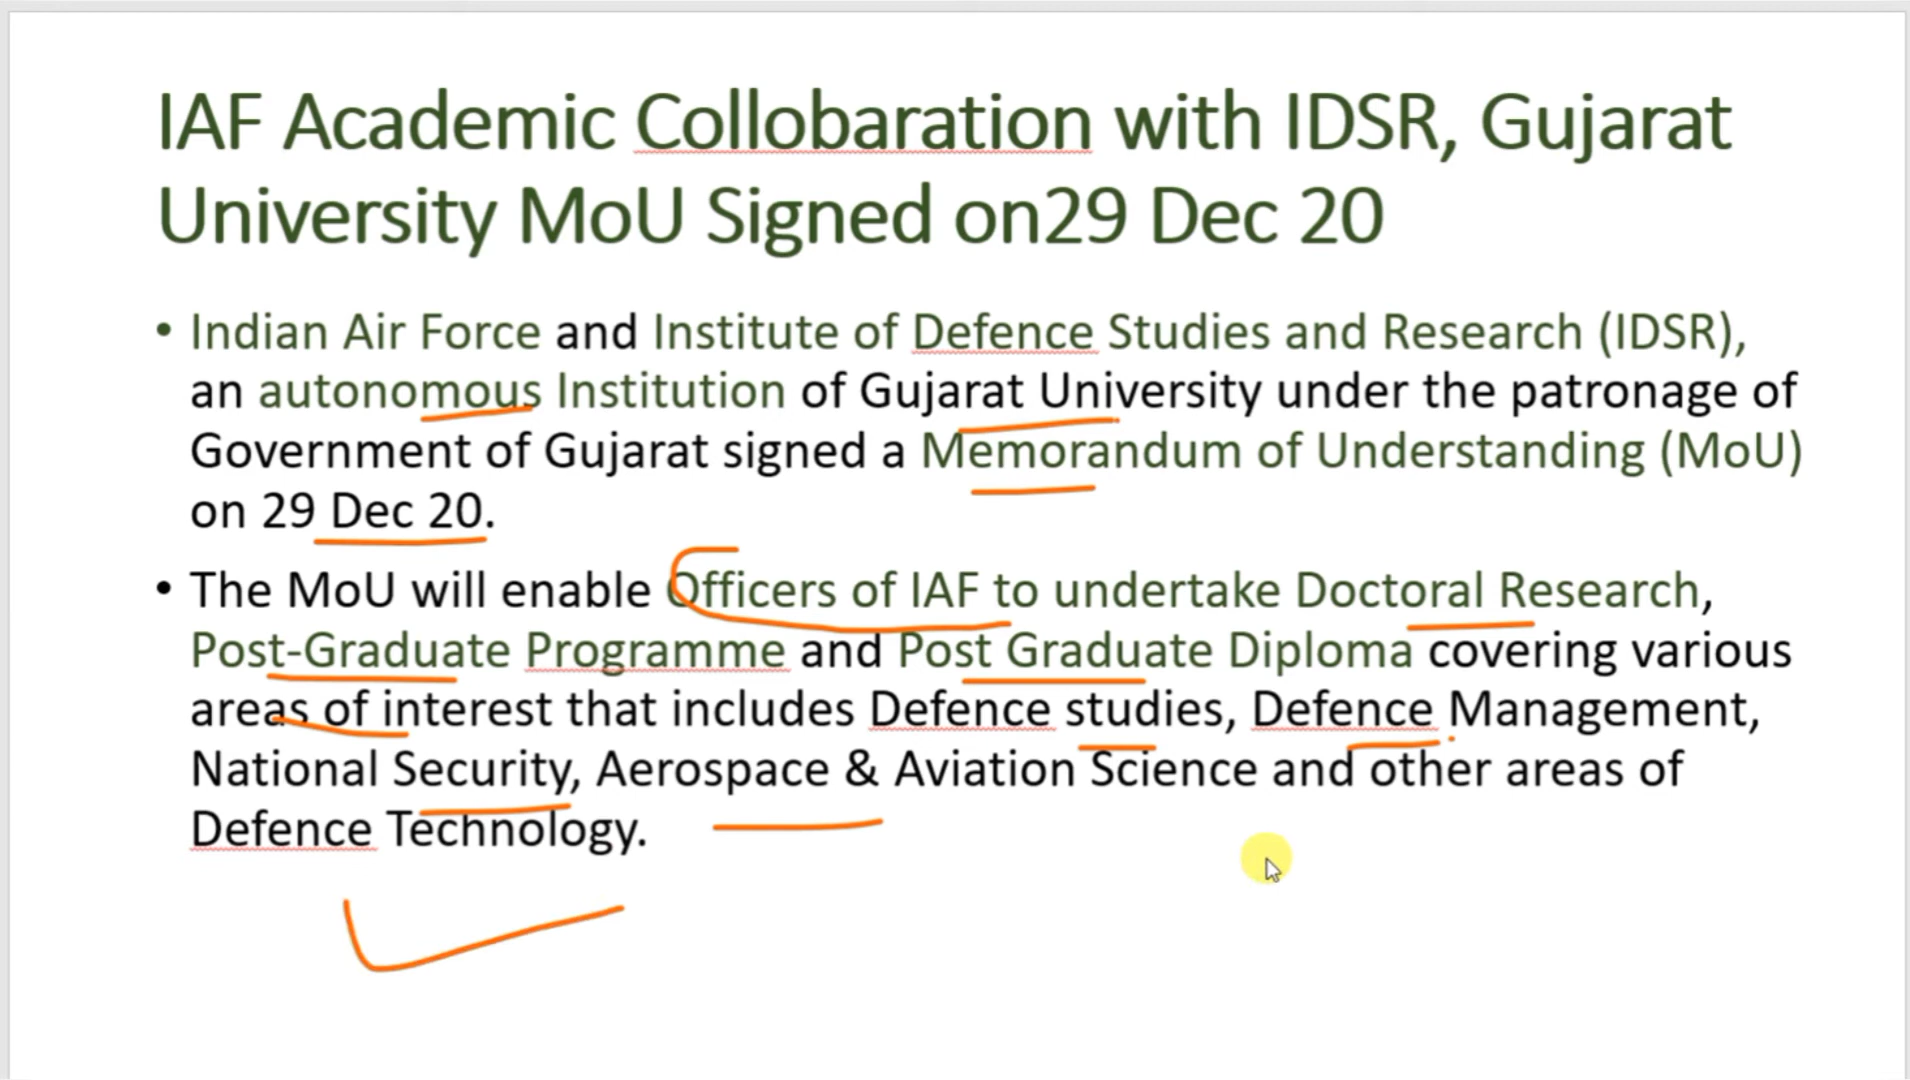 IAF Academic Collobaration with IDSR, Gujarat
University MoU Signed on29 Dec 20
• Indian Air Force and Institute of Defence Studies and Research (IDSR),
an autonomous Institution of Gujarat University under the patronage of
Government of Gujarat signed a Memorandum of Understanding (MoU)
on 29 Dec 20.
• The MoU will enable Officers of IAF to undertake Doctoral Research,
Post-Graduate Programme and Post Graduate Diploma covering various
areas of interest that includes Defence studies, Defence Management,
National Security, Aerospace & Aviation Science and other areas of
Defence Technology.